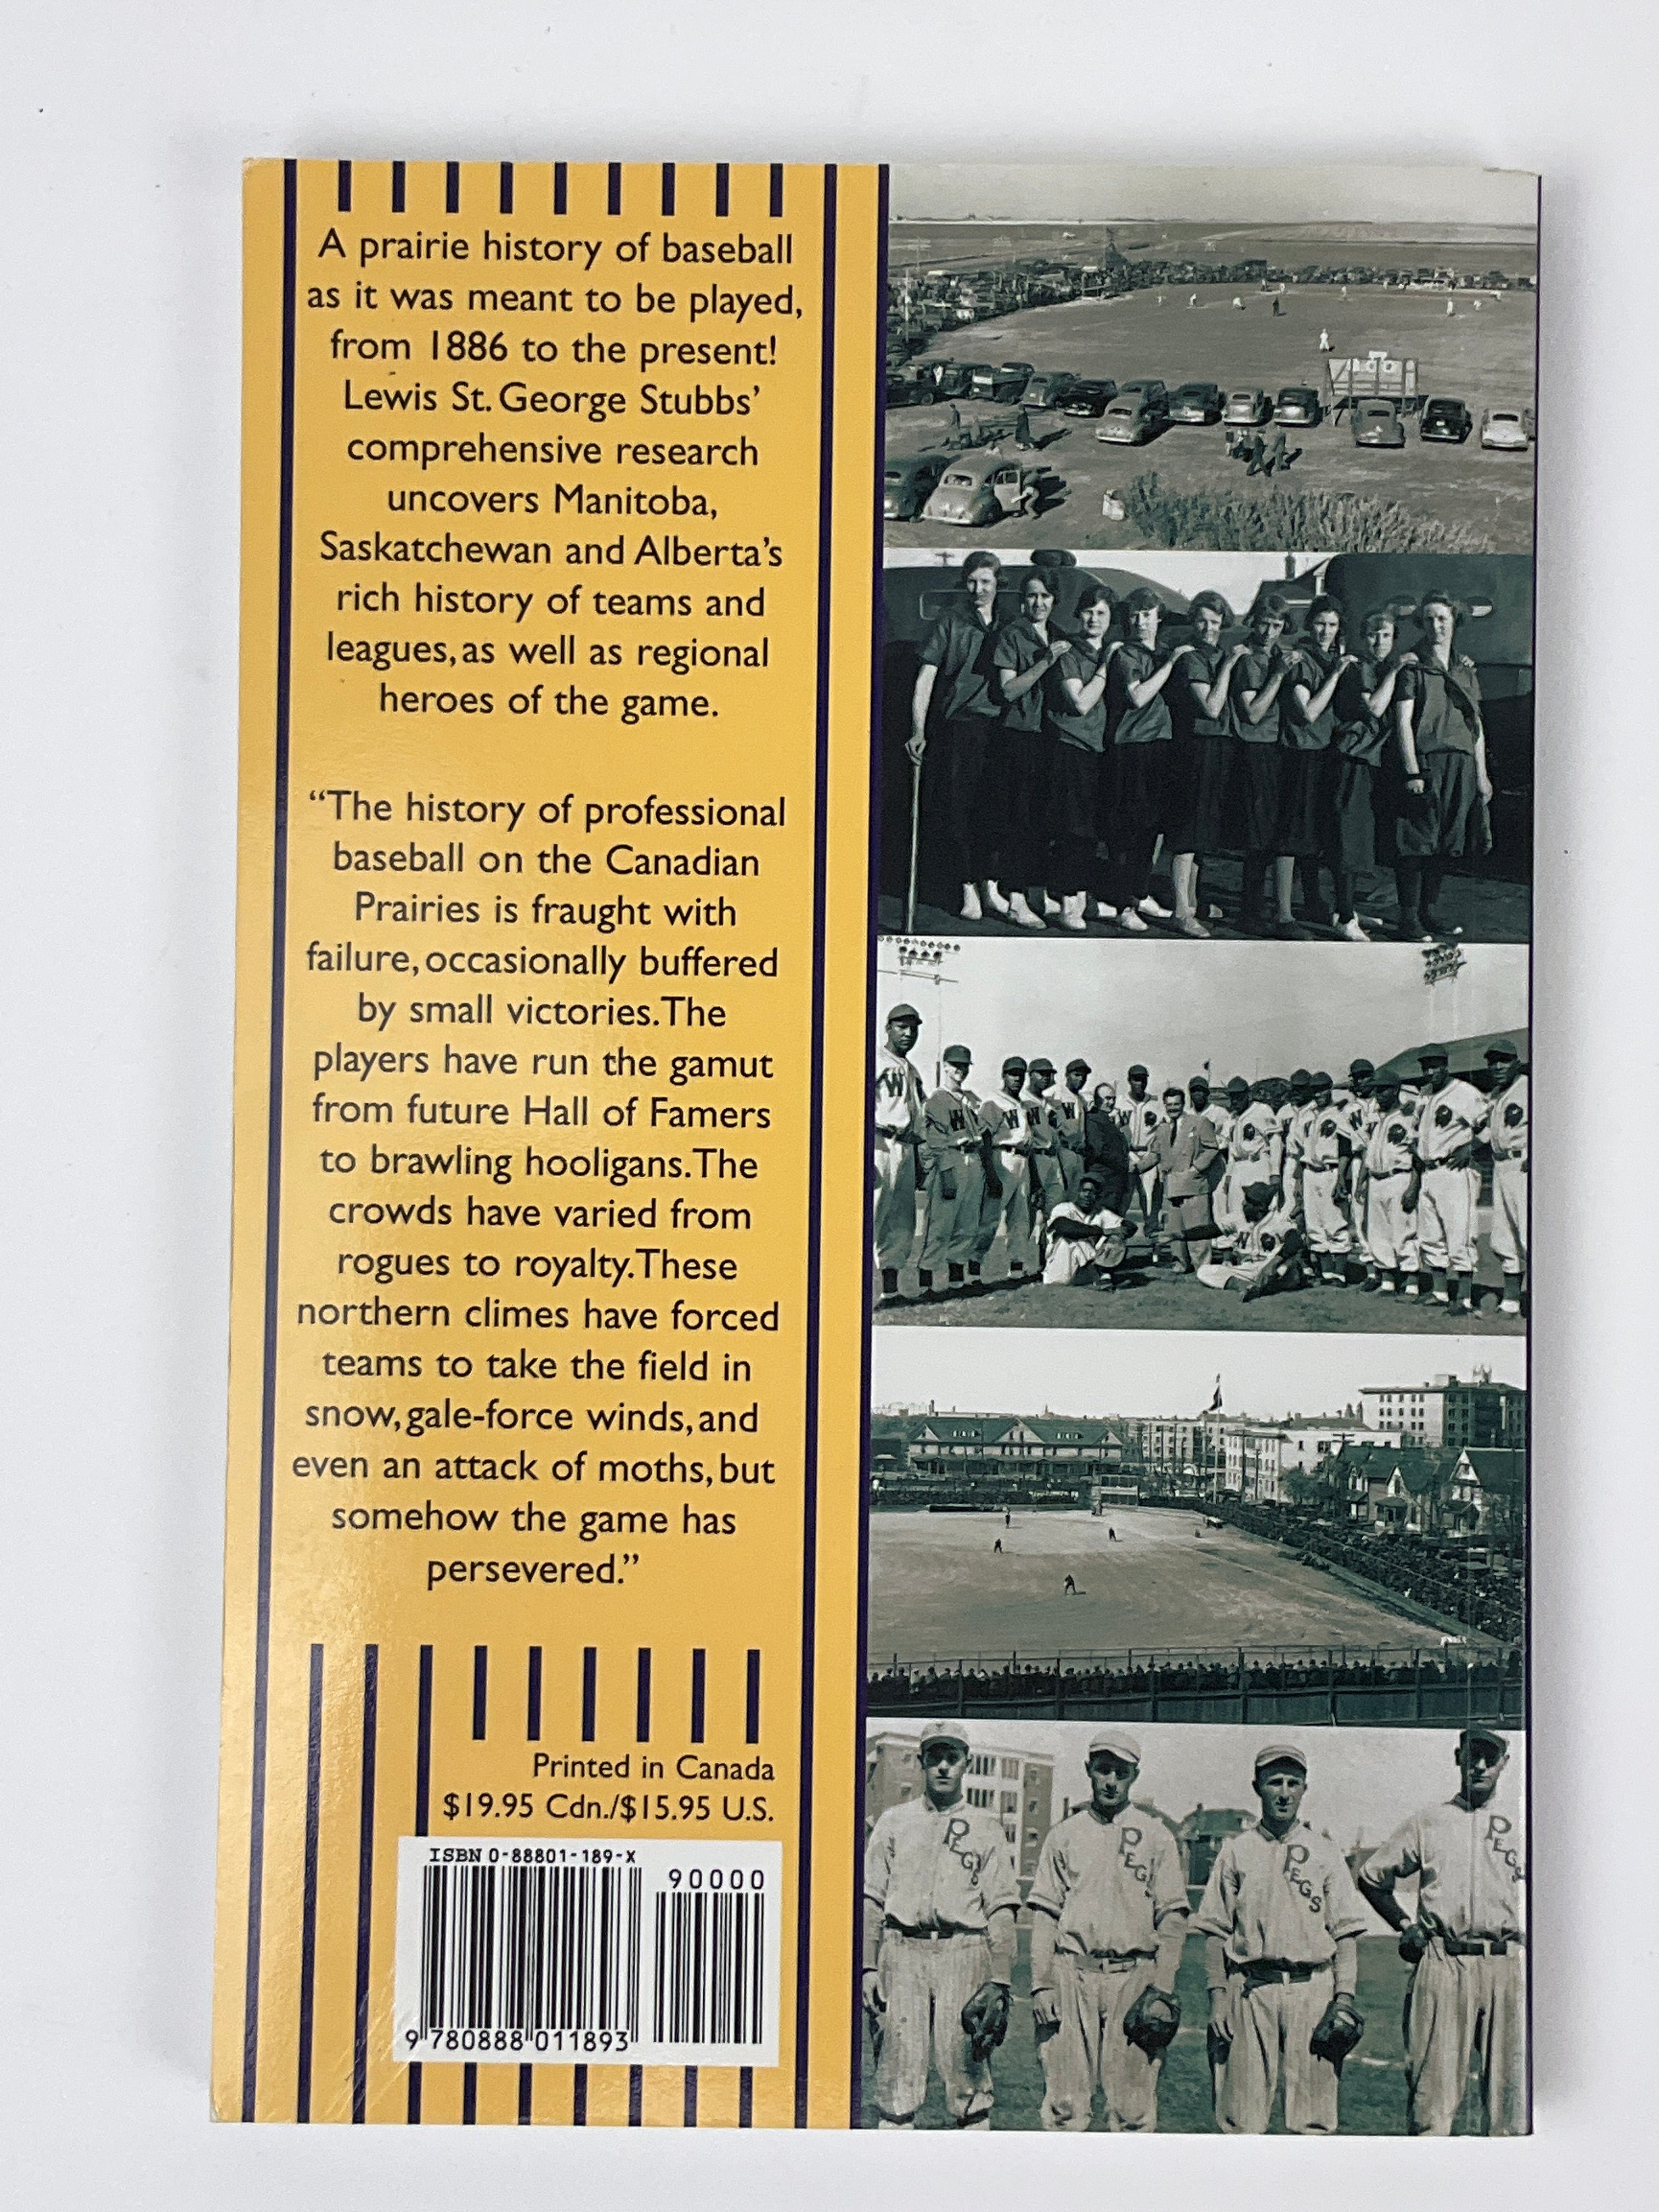 A prairie history of baseball
as it was meant to be played,
from 1886 to the present!
Lewis St. George Stubbs’
comprehensive research
uncovers Manitoba,
Saskatchewan and Alberta’s
rich history of teams and
leagues, as well as regional
heroes of the game.
“The history of professional
baseball on the Canadian
Prairies is fraught with
failure, occasionally buffered
by small victories. The
players have run the gamut
from future Hall of Famers
to brawling hooligans. The
crowds have varied from
rogues to royalty. These
northern climes have forced
teams to take the field in
snow, gale-force winds, and
even an attack of moths, but
somehow the game has
persevered.”
Printed in Canada
$19.95 Cdn./$15.95 U.S.
ISBN 0-88801-189-X
90000
9 780888 011893
W
W
W
W
W
W
W
W
PEGS
PEGS
PEGS
PEGS